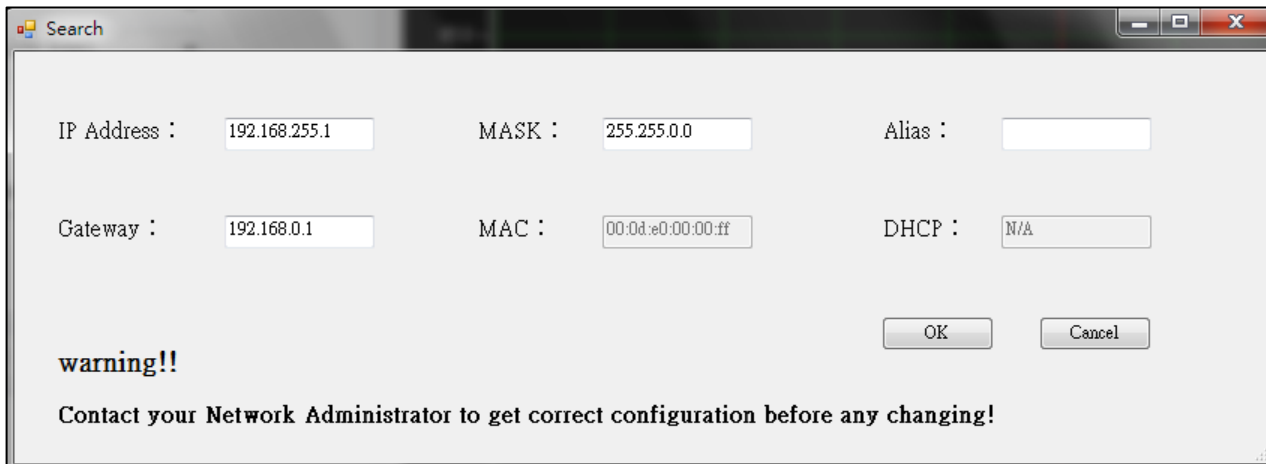 Search
IP Address： 192.168.255.1 MASK： 255.255.0.0 Alias：
Gateway： 192.168.0.1 MAC： 00:0d:e0:00:00:ff DHCP： N/A
OK Cancel
warning!!
Contact your Network Administrator to get correct configuration before any changing!